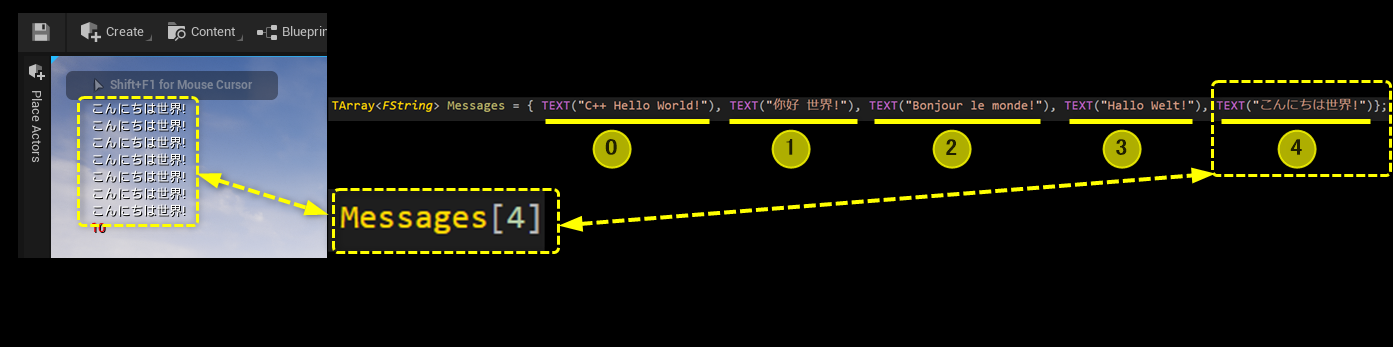 Create Content Blueprin
Place Actors
Shift+F1 for Mouse Cursor
こんにちは世界!
こんにちは世界!
こんにちは世界!
こんにちは世界!
こんにちは世界!
こんにちは世界!
こんにちは世界!
10
TArray<FString> Messages = { TEXT("C++ Hello World!"), TEXT("你好 世界!"), TEXT("Bonjour le monde!"), TEXT("Hallo Welt!"), TEXT("こんにちは世界!")};
0 1 2 3 4
Messages[4]